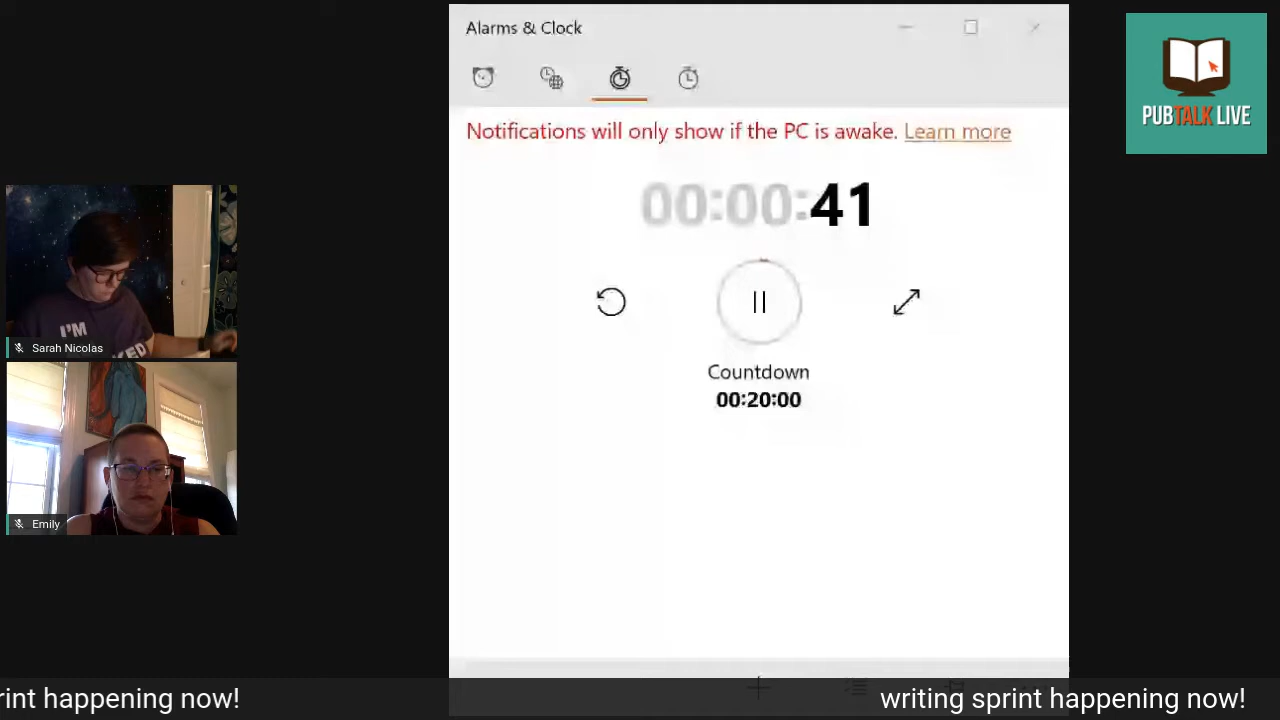 Alarms & Clock
PUBTALK LIVE
Notifications will only show if the PC is awake. Learn more
00:00:41
Countdown
00:20:00
I'M
Sarah Nicolas
Emily
rint happening now!
writing sprint happening now!